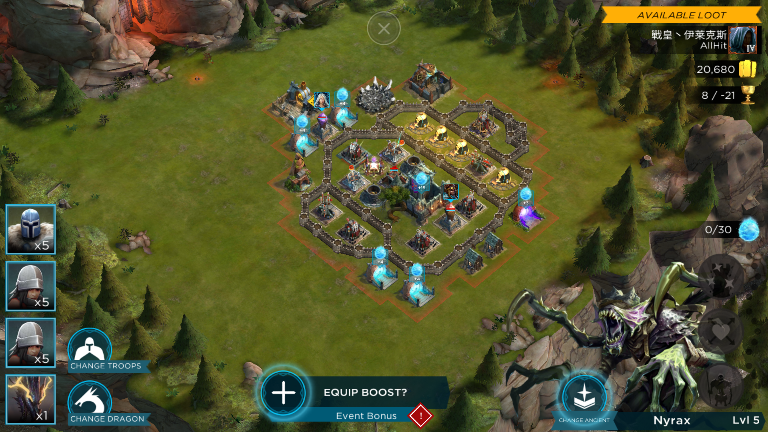 AVAILABLE LOOT
戰皇丶伊萊克斯
AllHit
IV
20,680
8 / -21
0/30
x5
x5
x5
x1
CHANGE TROOPS
CHANGE DRAGON
EQUIP BOOST?
Event Bonus
!
CHANGE ANCIENT
Nyrax
Lvl 5